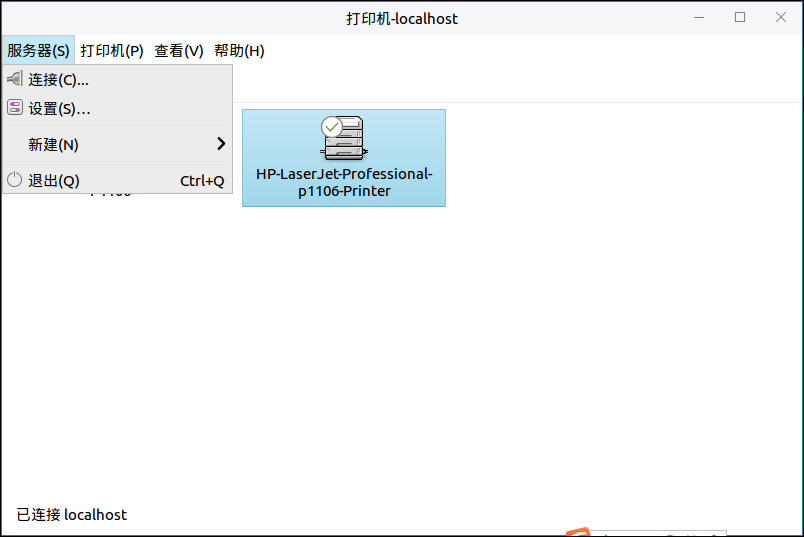 打印机-localhost
服务器(S) 打印机(P) 查看(V) 帮助(H)
连接(C)...
设置(S)...
新建(N)
退出(Q) Ctrl+Q
HP-LaserJet-Professional-
p1106-Printer
已连接 localhost